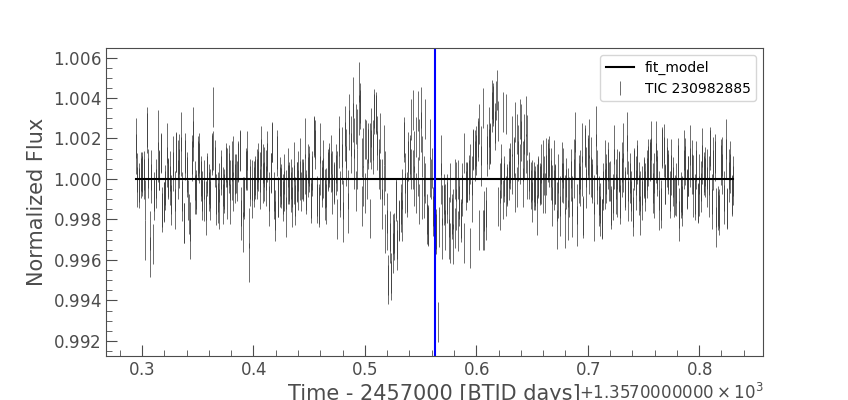 1.006
1.004
1.002
1.000
0.998
0.996
0.994
0.992
Normalized Flux
fit_model
TIC 230982885
0.3 0.4 0.5 0.6 0.7 0.8
Time - 2457000 [BTJD days]
+1.3570000000 × 10³